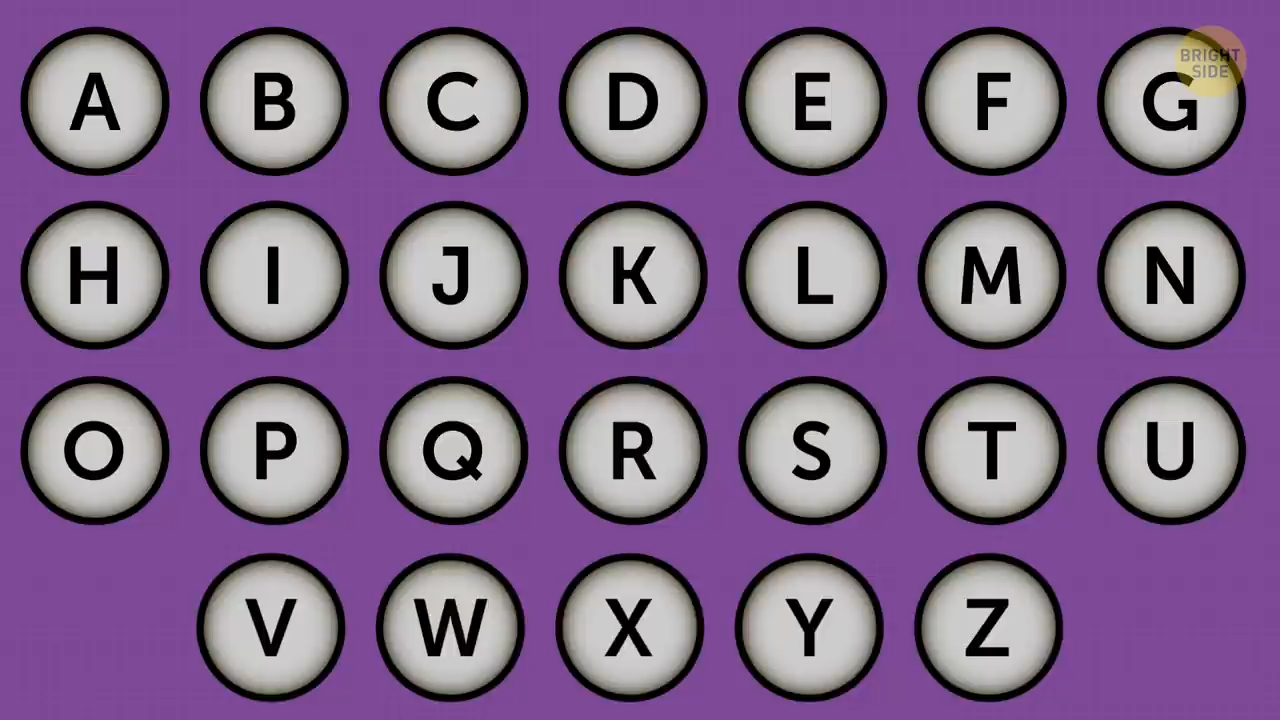 A B C D E F G
BRIGHT
SIDE
H I J K L M N
O P Q R S T U
V W X Y Z